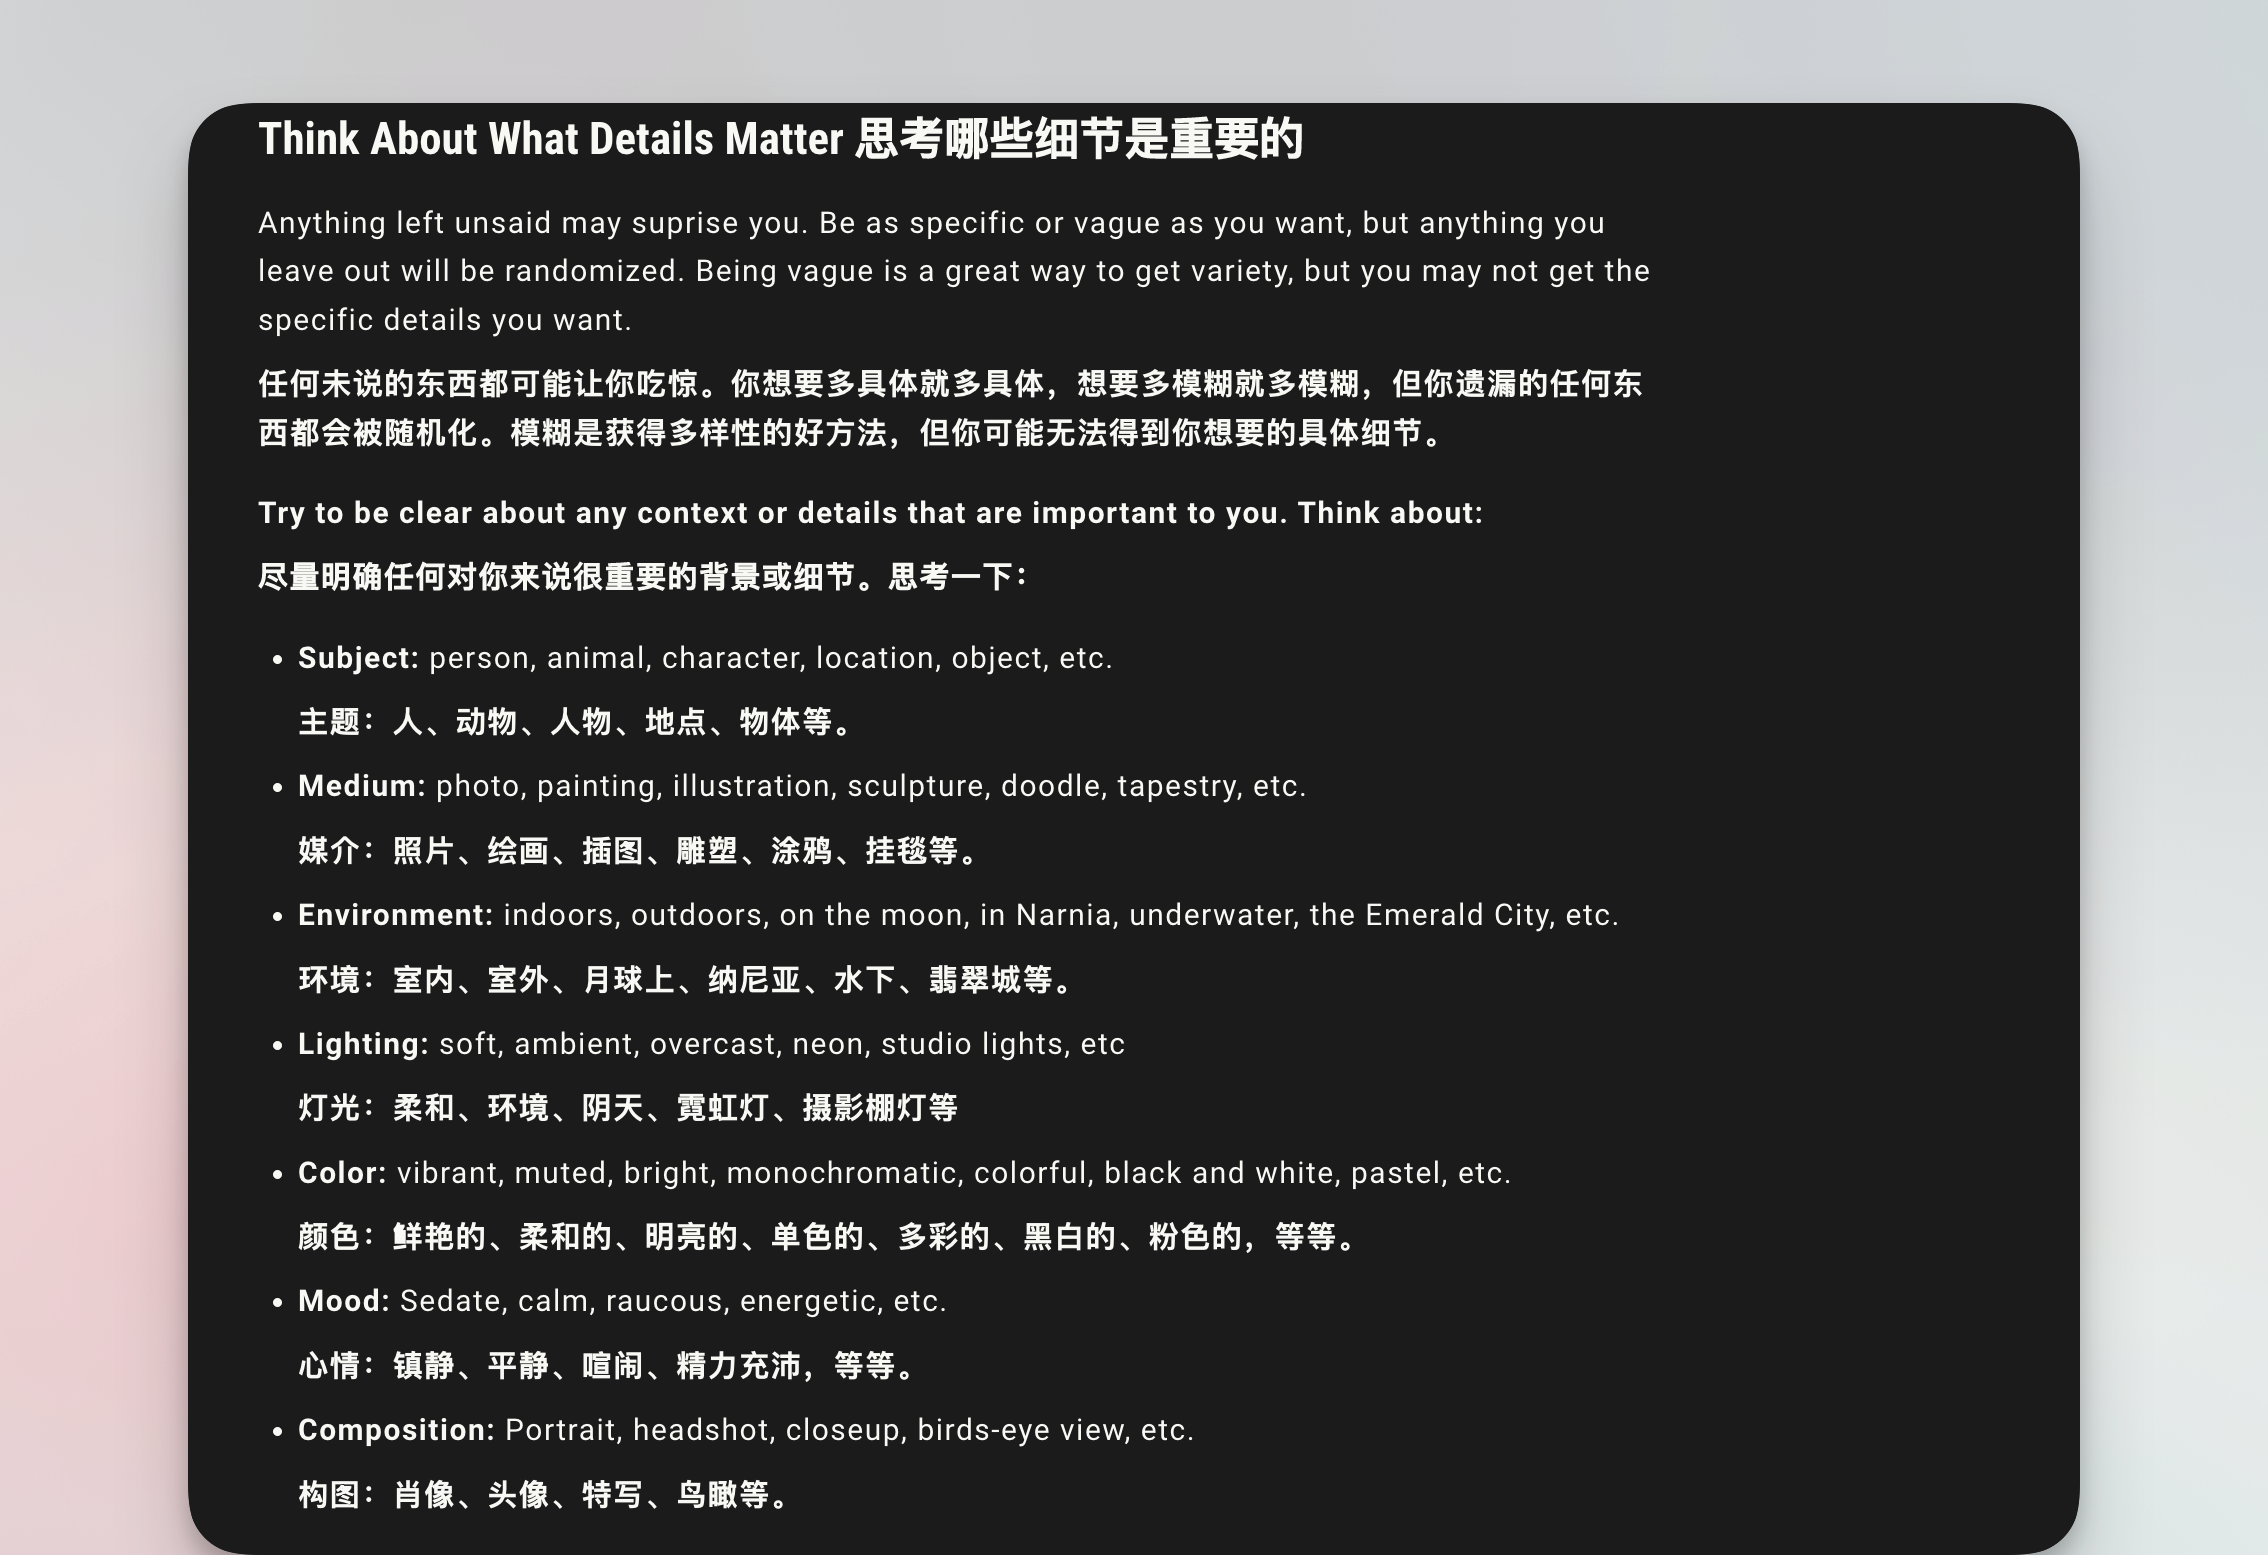 Think About What Details Matter 思考哪些细节是重要的
Anything left unsaid may suprise you. Be as specific or vague as you want, but anything you
leave out will be randomized. Being vague is a great way to get variety, but you may not get the
specific details you want.
任何未说的东西都可能让你吃惊。你想要多具体就多具体，想要多模糊就多模糊，但你遗漏的任何东
西都会被随机化。模糊是获得多样性的好方法，但你可能无法得到你想要的具体细节。
Try to be clear about any context or details that are important to you. Think about:
尽量明确任何对你来说很重要的背景或细节。思考一下：
• Subject: person, animal, character, location, object, etc.
主题：人、动物、人物、地点、物体等。
• Medium: photo, painting, illustration, sculpture, doodle, tapestry, etc.
媒介：照片、绘画、插图、雕塑、涂鸦、挂毯等。
• Environment: indoors, outdoors, on the moon, in Narnia, underwater, the Emerald City, etc.
环境：室内、室外、月球上、纳尼亚、水下、翡翠城等。
• Lighting: soft, ambient, overcast, neon, studio lights, etc
灯光：柔和、环境、阴天、霓虹灯、摄影棚灯等
• Color: vibrant, muted, bright, monochromatic, colorful, black and white, pastel, etc.
颜色：鲜艳的、柔和的、明亮的、单色的、多彩的、黑白的、粉色的，等等。
• Mood: Sedate, calm, raucous, energetic, etc.
心情：镇静、平静、喧闹、精力充沛，等等。
• Composition: Portrait, headshot, closeup, birds-eye view, etc.
构图：肖像、头像、特写、鸟瞰等。